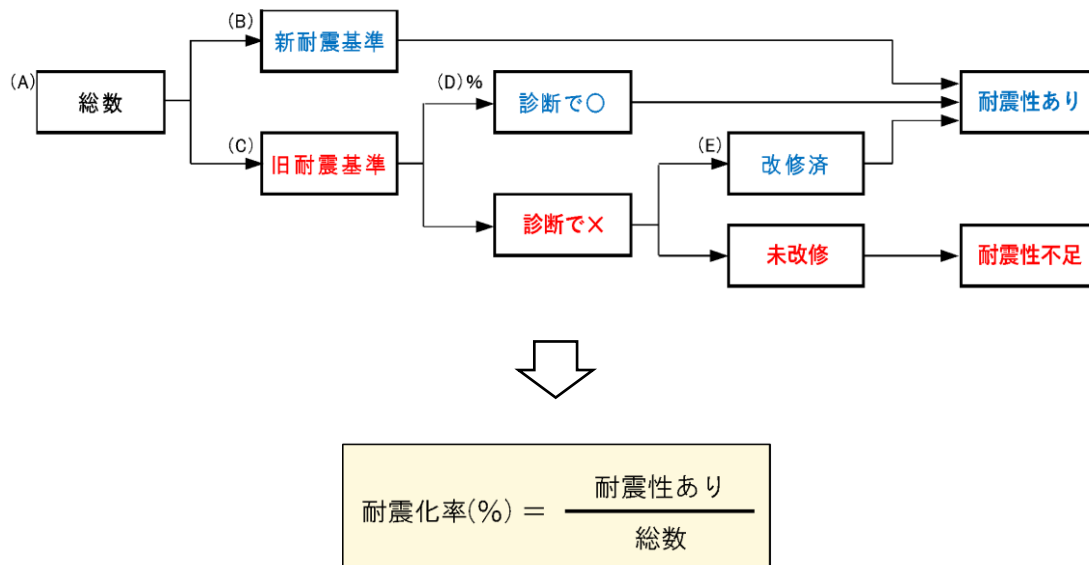 (A)
総数
(B)
新耐震基準
(C)
旧耐震基準
(D)%
診断で○
診断で×
(E)
改修済
未改修
耐震性あり
耐震性不足
耐震化率(%) =
耐震性あり
総数